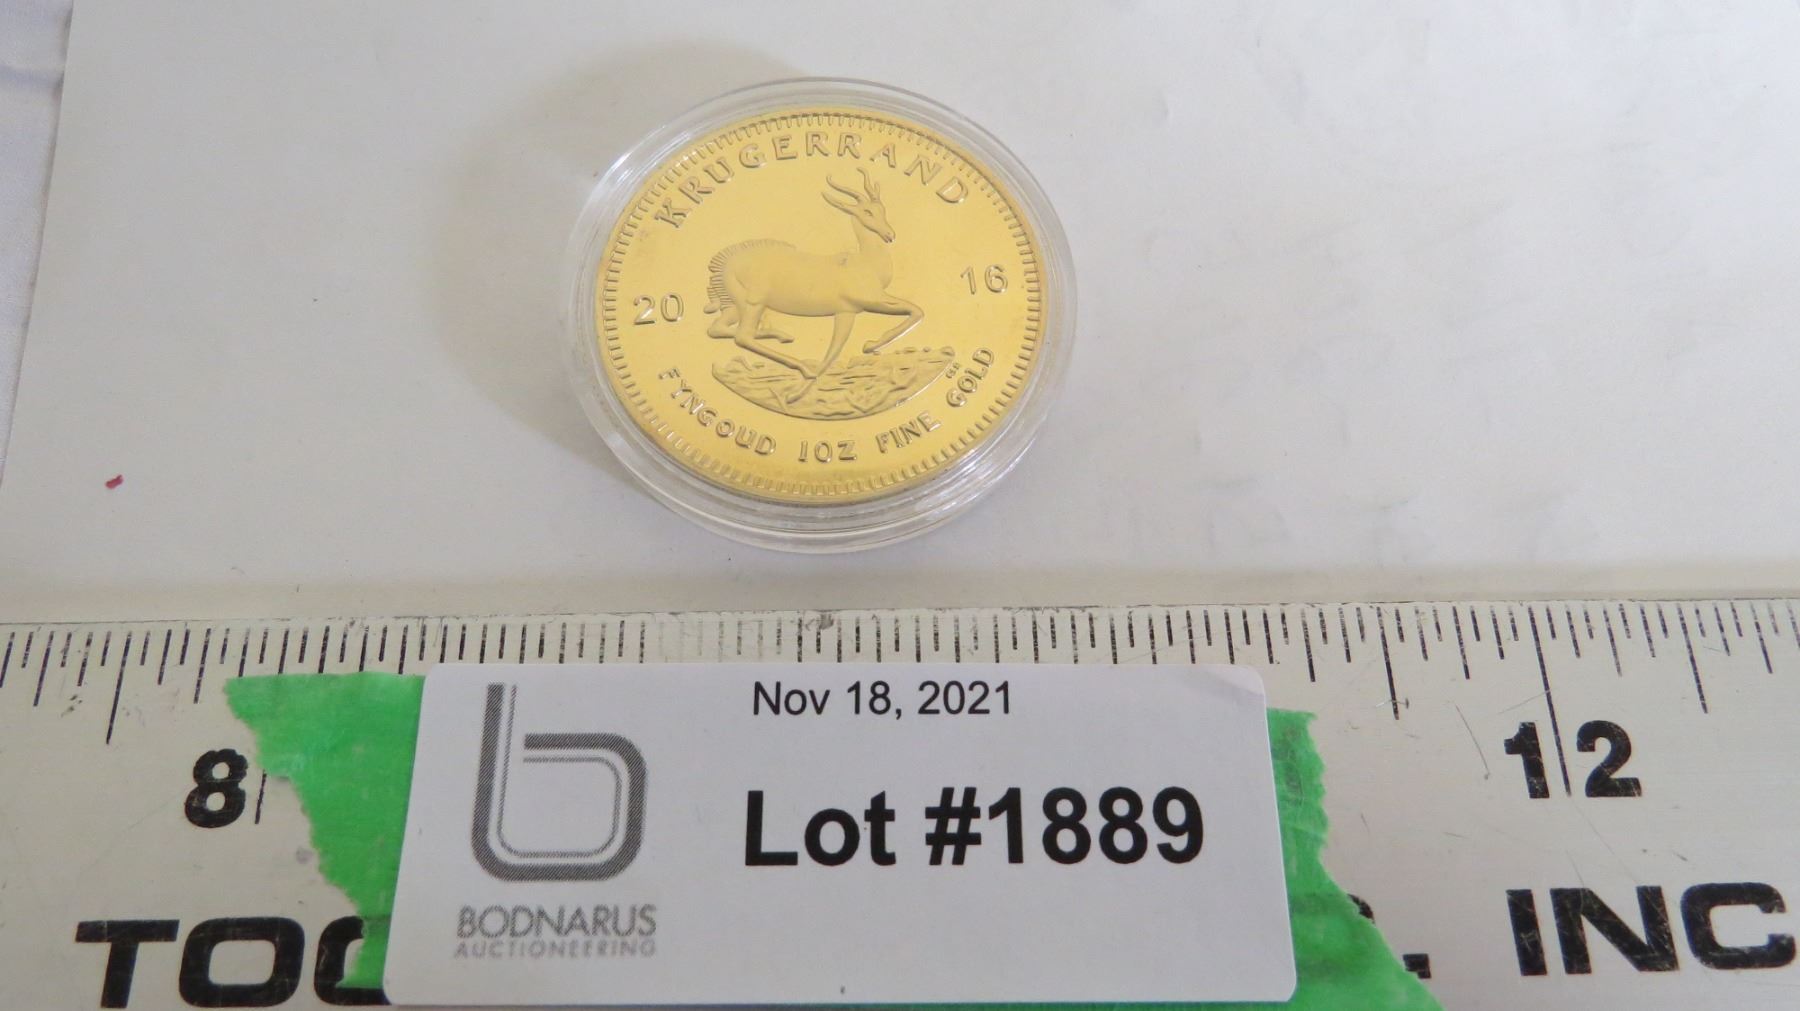 KRUGERRAND
20 16
FYNGOUD 1OZ FINE GOLD
Nov 18, 2021
Lot #1889
BODNARUS
AUCTIONEERING
8
12
INC